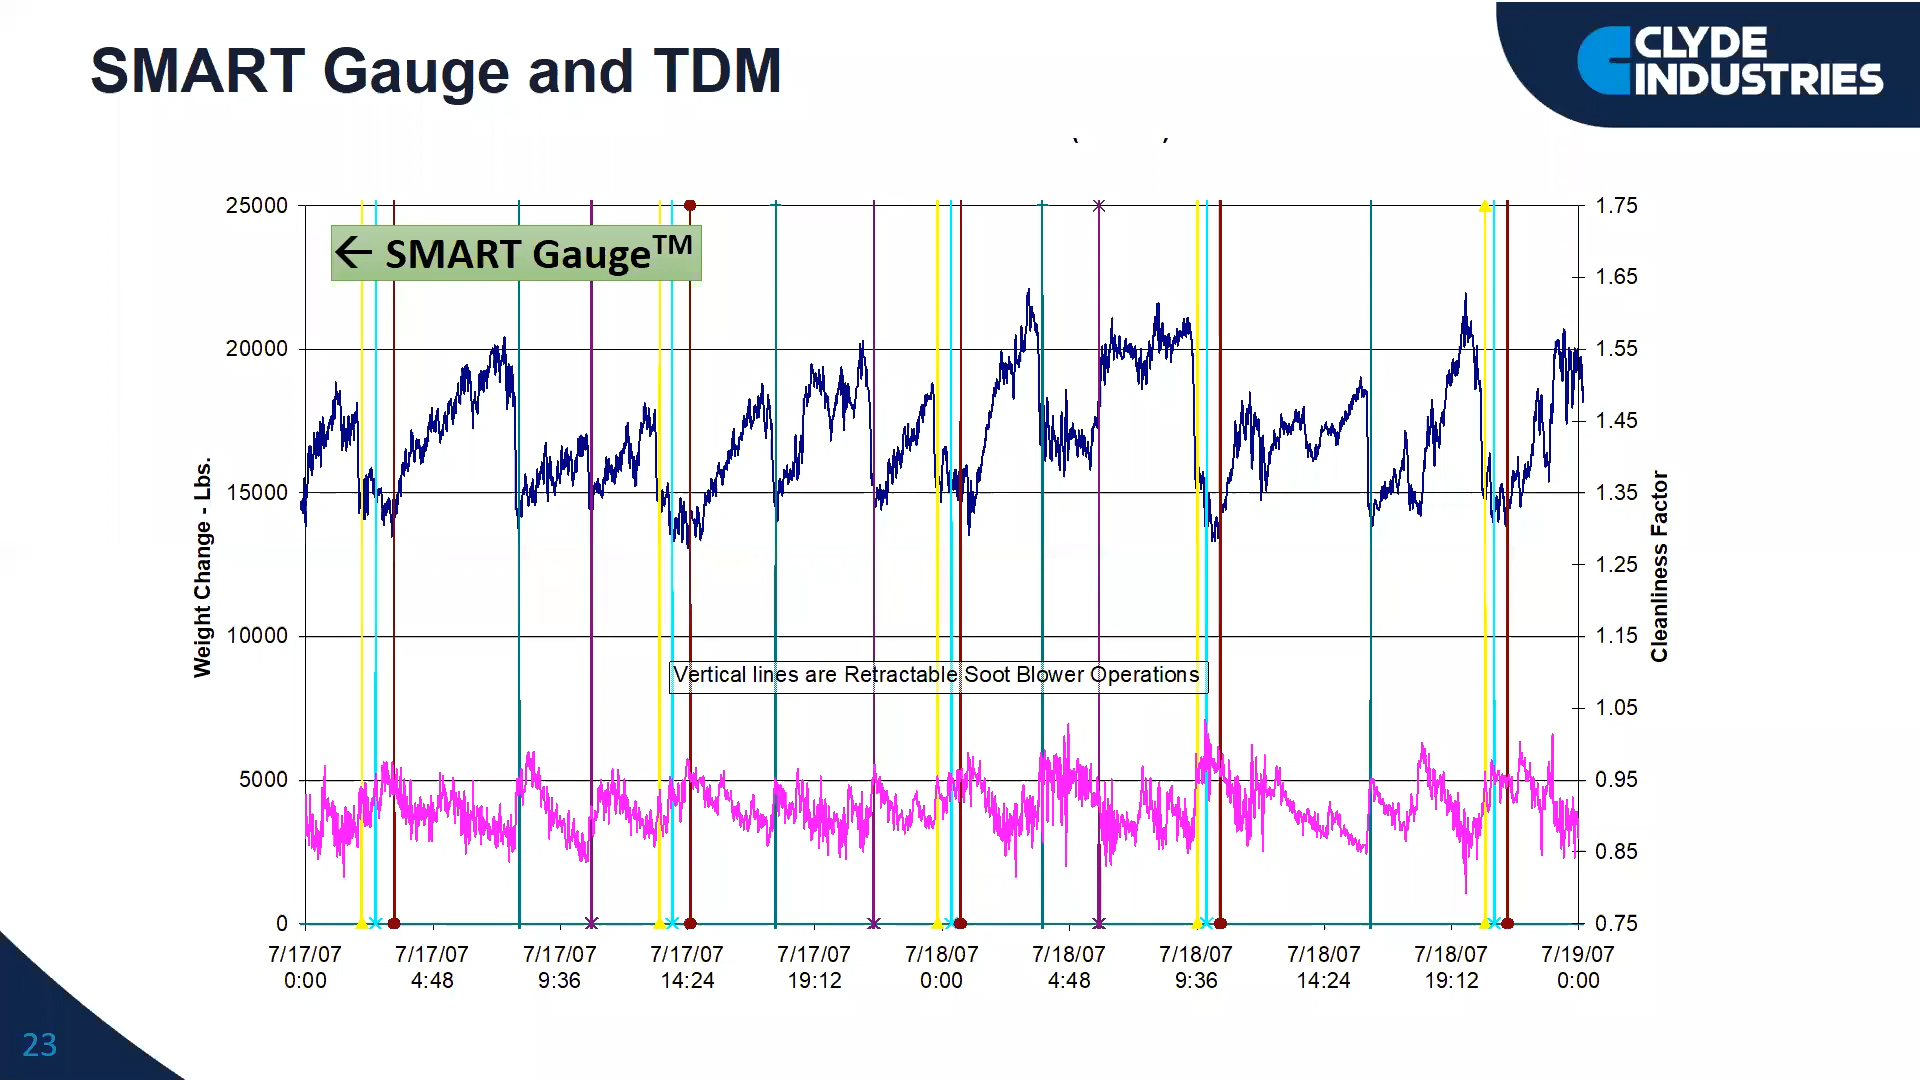 SMART Gauge and TDM
CLYDE
INDUSTRIES
← SMART Gauge™
25000
20000
15000
10000
5000
0
Weight Change - Lbs.
1.75
1.65
1.55
1.45
1.35
1.25
1.15
1.05
0.95
0.85
0.75
Cleanliness Factor
Vertical lines are Retractable Soot Blower Operations
7/17/07 7/17/07 7/17/07 7/17/07 7/17/07 7/18/07 7/18/07 7/18/07 7/18/07 7/18/07 7/19/07
0:00 4:48 9:36 14:24 19:12 0:00 4:48 9:36 14:24 19:12 0:00
23